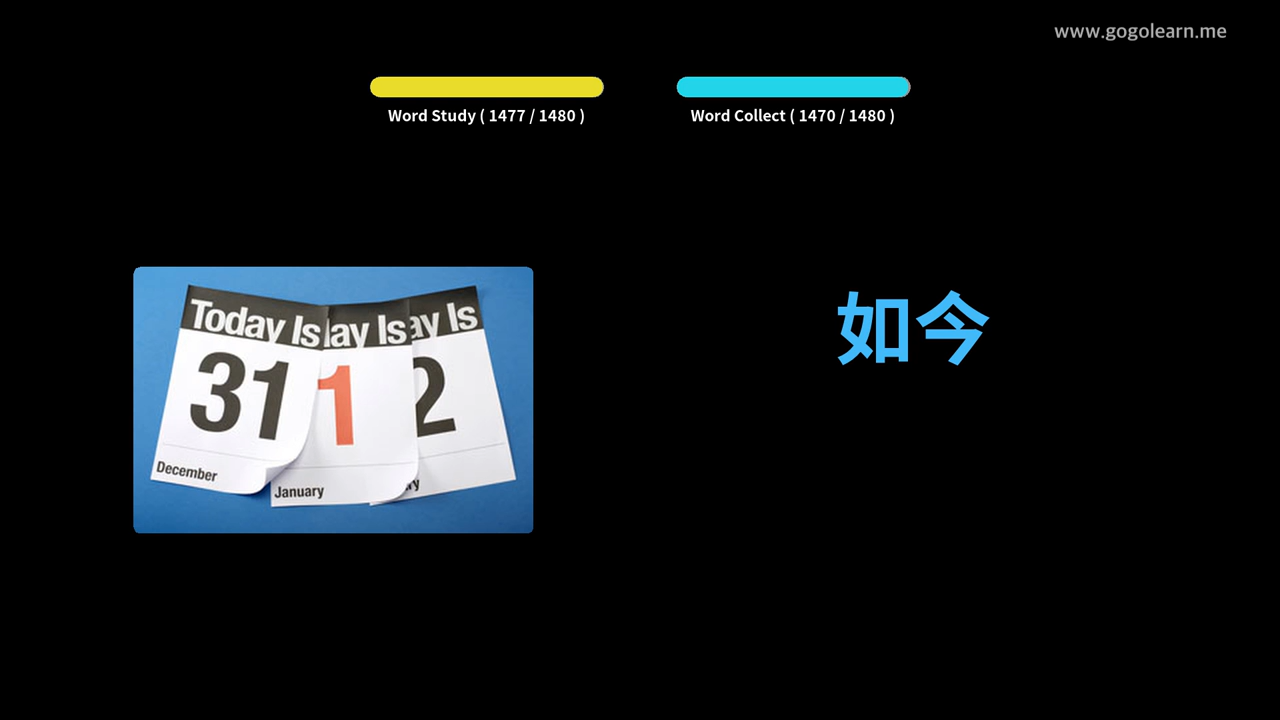 www.gogolearn.me
Word Study ( 1477 / 1480 )
Word Collect ( 1470 / 1480 )
Today Is
ay Is
ay Is
31
1
2
December
January
ry
如今